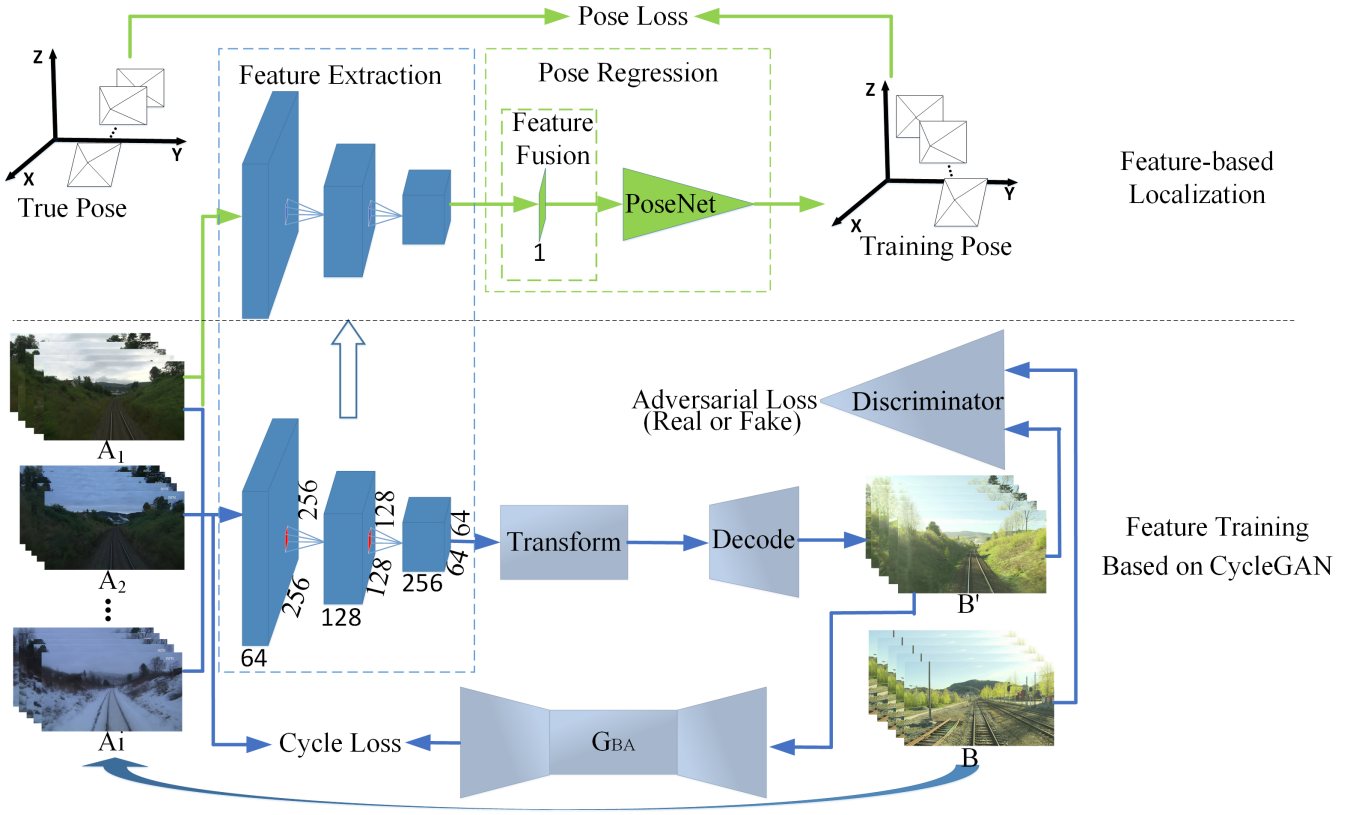 Pose Loss
Z
Y
X
True Pose
Feature Extraction
Pose Regression
Feature
Fusion
1
PoseNet
Z
Y
X
Training Pose
Feature-based
Localization
A1
A2
Ai
256
256
64
128
128
128
64
64
256
Transform
Decode
Adversarial Loss
(Real or Fake)
Discriminator
B'
B
Feature Training
Based on CycleGAN
Cycle Loss
GBA